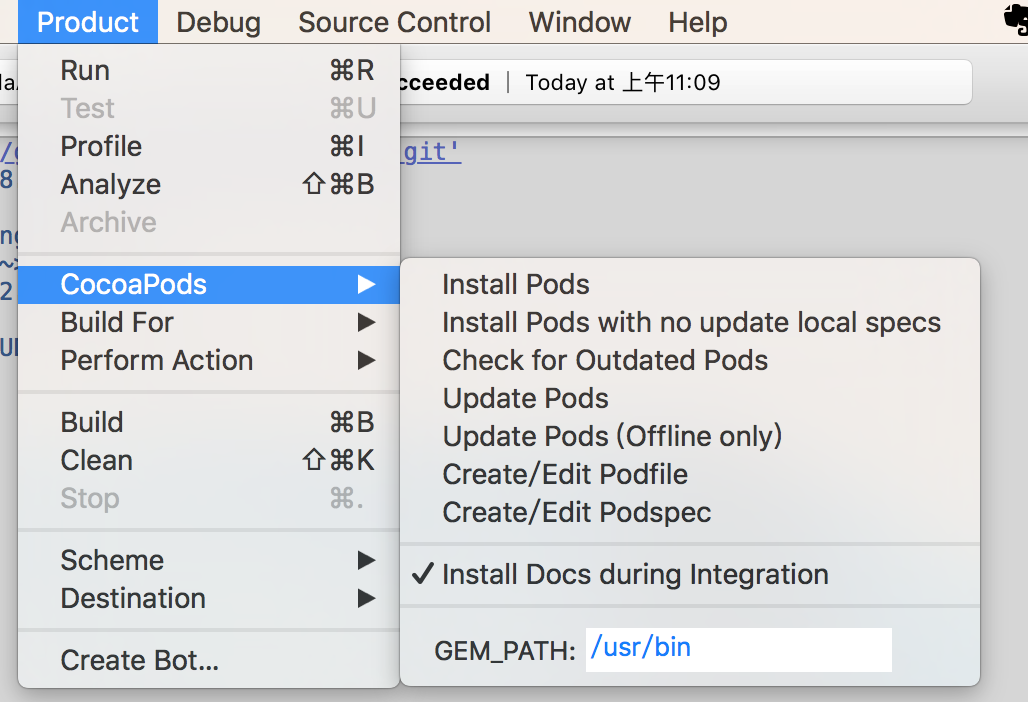 Product Debug Source Control Window Help
Run ⌘R
cceeded | Today at 上午11:09
Test ⌘U
Profile ⌘I
git'
Analyze ⇧⌘B
Archive
CocoaPods ▶
Install Pods
Build For ▶
Install Pods with no update local specs
Perform Action ▶
Check for Outdated Pods
Update Pods
Build ⌘B
Update Pods (Offline only)
Clean ⇧⌘K
Create/Edit Podfile
Stop ⌘.
Create/Edit Podspec
Scheme ▶
✓ Install Docs during Integration
Destination ▶
Create Bot...
GEM_PATH: /usr/bin